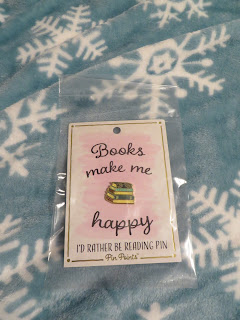 Books
make me
happy
I'D RATHER BE READING PIN
Pin Points